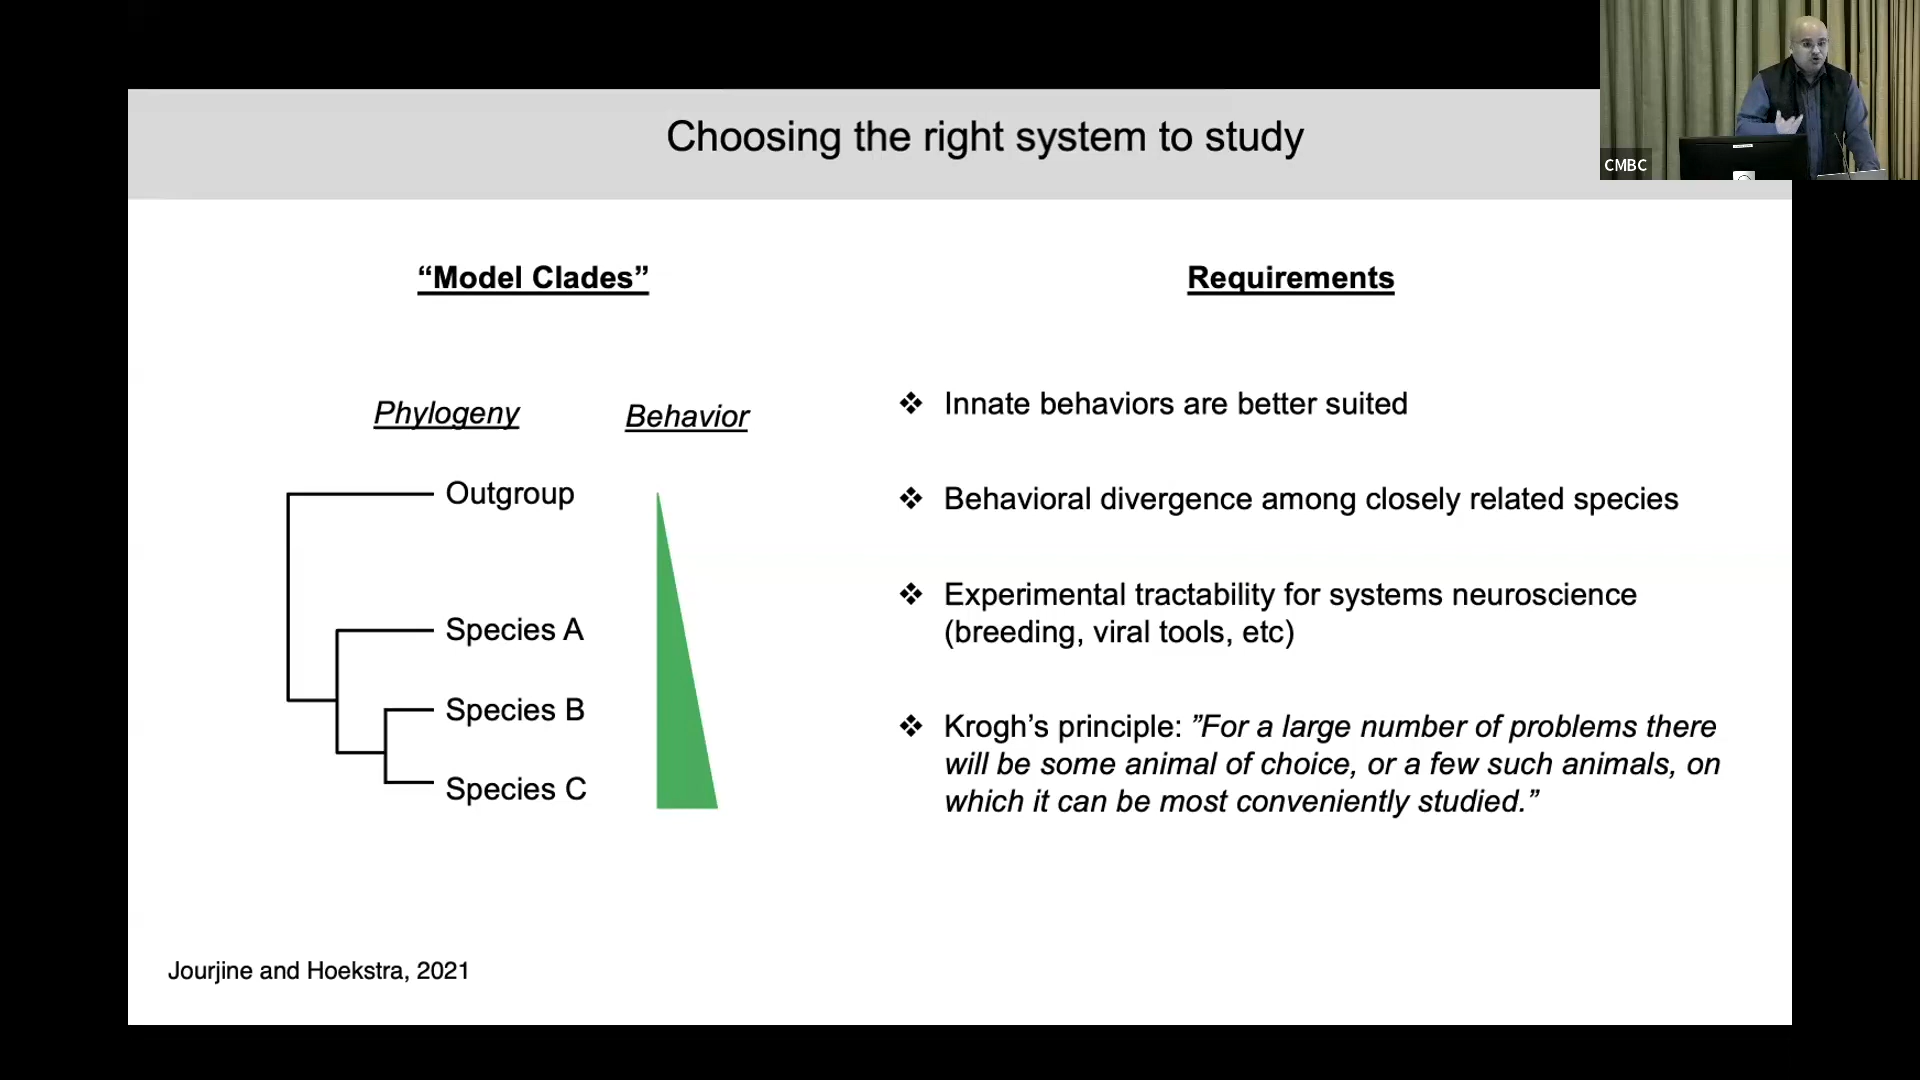 Choosing the right system to study
CMBC
“Model Clades”
Phylogeny
Behavior
Outgroup
Species A
Species B
Species C
Requirements
❖ Innate behaviors are better suited
❖ Behavioral divergence among closely related species
❖ Experimental tractability for systems neuroscience
(breeding, viral tools, etc)
❖ Krogh’s principle: ”For a large number of problems there
will be some animal of choice, or a few such animals, on
which it can be most conveniently studied.”
Jourjine and Hoekstra, 2021